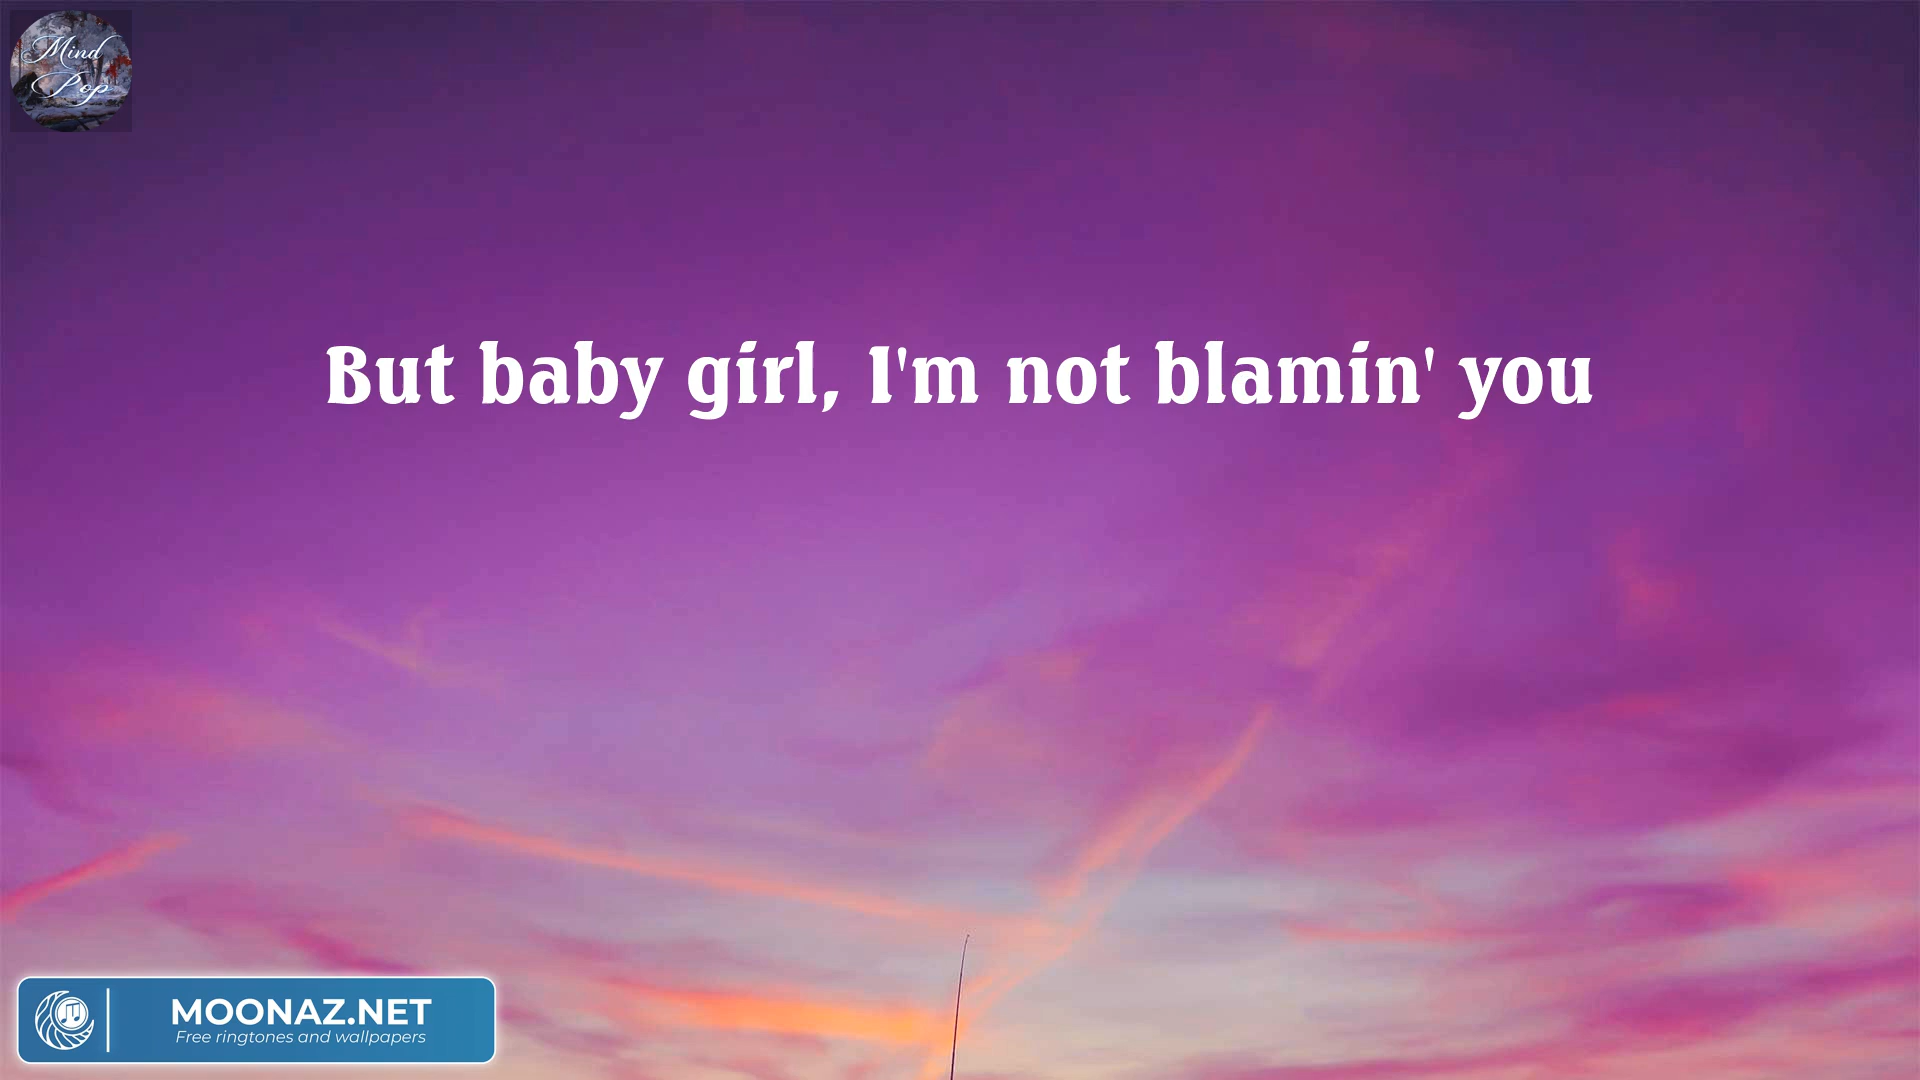 Mind
Pop
But baby girl, I'm not blamin' you
MOONAZ.NET
Free ringtones and wallpapers